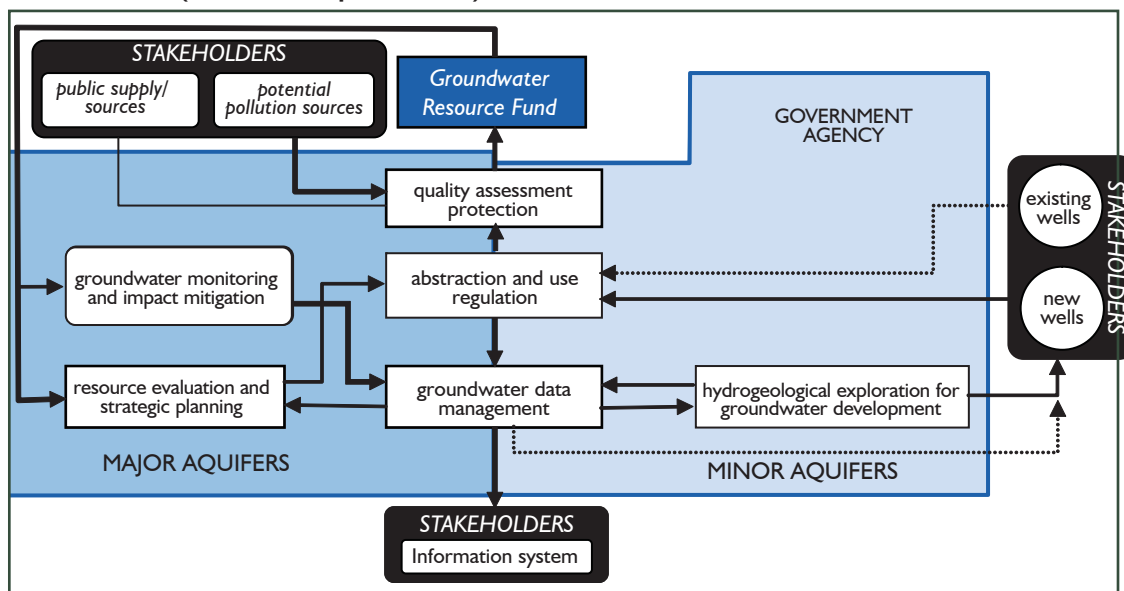 STAKEHOLDERS
public supply/
sources
potential
pollution sources
Groundwater
Resource Fund
GOVERNMENT
AGENCY
quality assessment
protection
STAKEHOLDERS
existing
wells
new
wells
groundwater monitoring
and impact mitigation
abstraction and use
regulation
resource evaluation and
strategic planning
groundwater data
management
hydrogeological exploration for
groundwater development
MAJOR AQUIFERS
MINOR AQUIFERS
STAKEHOLDERS
Information system